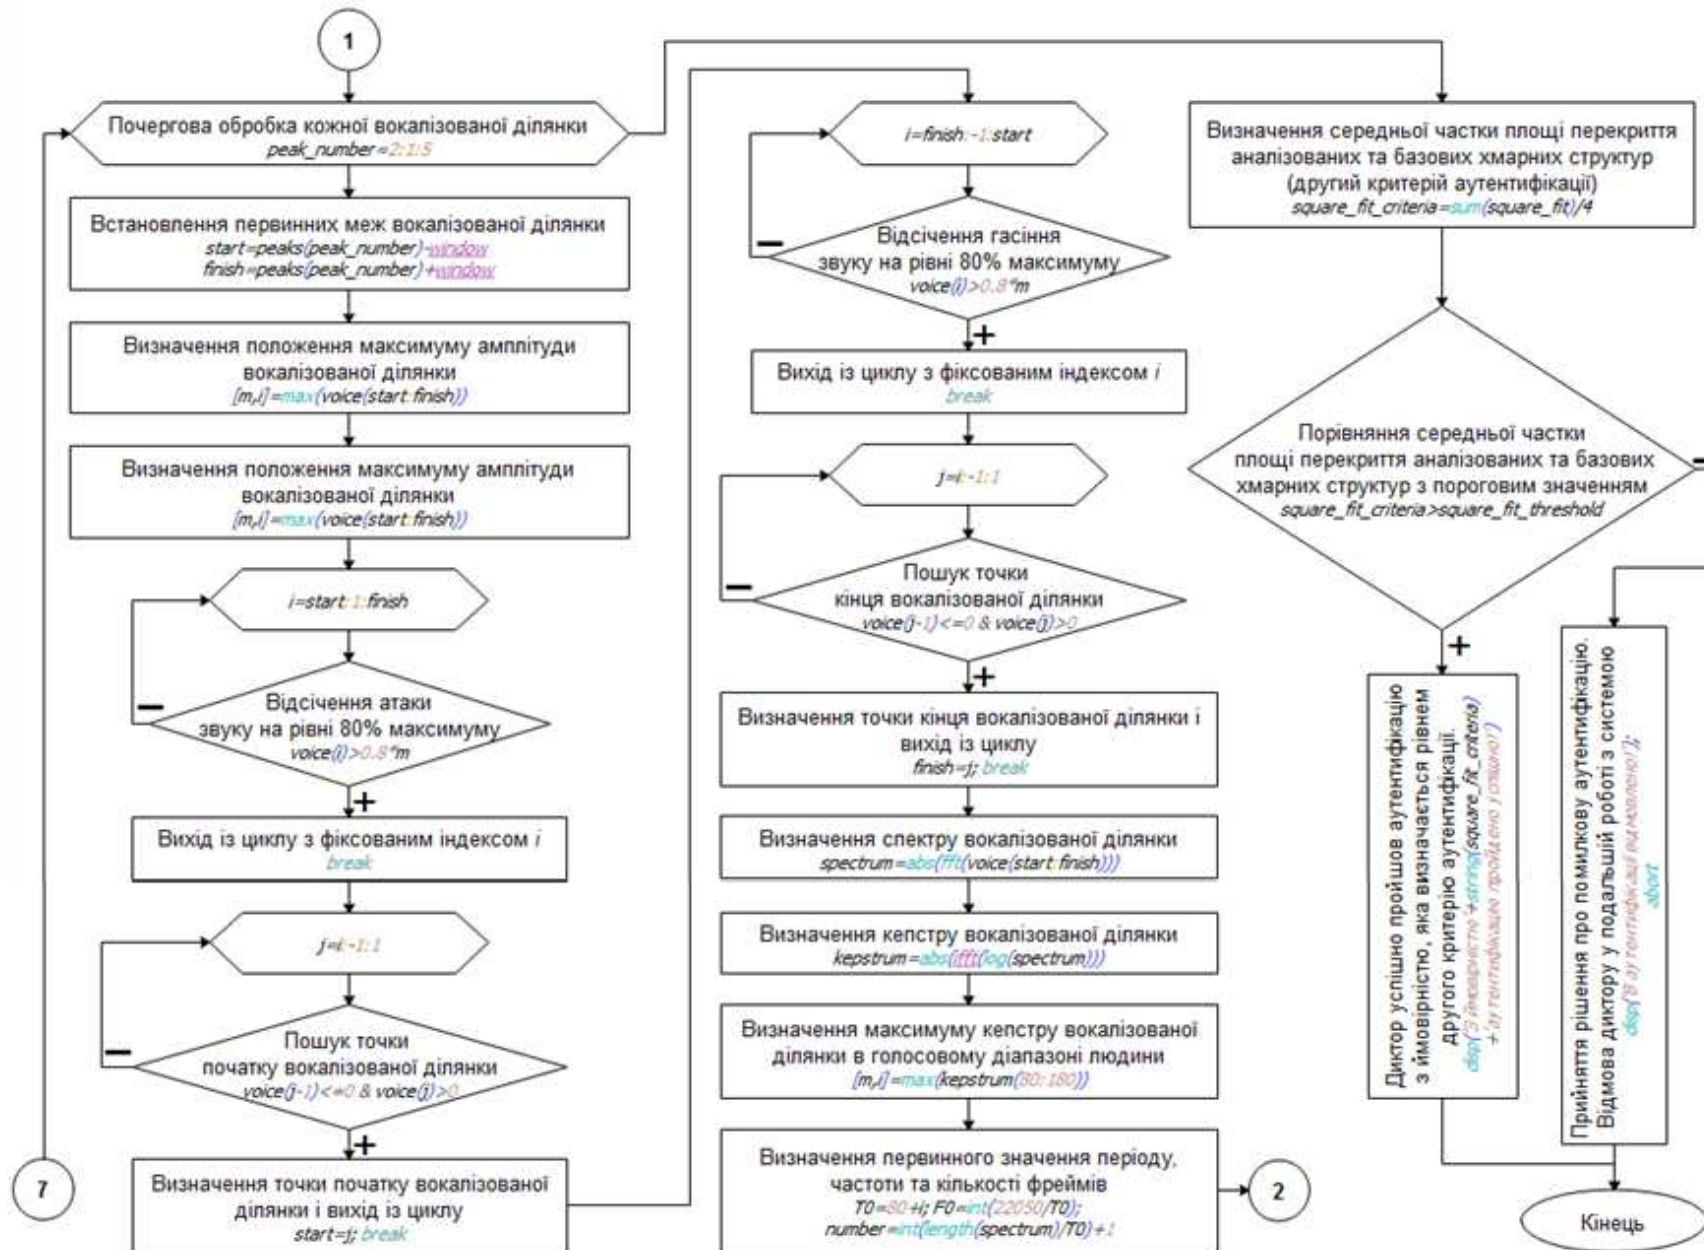 1
Почергова обробка кожної вокалізованої ділянки
peak_number=2:1:5
Встановлення первинних меж вокалізованої ділянки
start=peaks(peak_number)-window
finish=peaks(peak_number)+window
Визначення положення максимуму амплітуди
вокалізованої ділянки
[m,i]=max(voice(start:finish))
Визначення положення максимуму амплітуди
вокалізованої ділянки
[m,i]=max(voice(start:finish))
i=start:1:finish
Відсічення атаки
звуку на рівні 80% максимуму
voice(i)>0.8*m
–
+
Вихід із циклу з фіксованим індексом i
break
j=i:-1:1
Пошук точки
початку вокалізованої ділянки
voice(j-1)<=0 & voice(j)>0
–
+
7
Визначення точки початку вокалізованої
ділянки і вихід із циклу
start=j; break
i=finish:-1:start
Відсічення гасіння
звуку на рівні 80% максимуму
voice(i)>0.8*m
–
+
Вихід із циклу з фіксованим індексом i
break
j=i:-1:1
Пошук точки
кінця вокалізованої ділянки
voice(j-1)<=0 & voice(j)>0
–
+
Визначення точки кінця вокалізованої ділянки і
вихід із циклу
finish=j; break
Визначення спектру вокалізованої ділянки
spectrum=abs(fft(voice(start:finish)))
Визначення кепстру вокалізованої ділянки
kepstrum=abs(ifft(log(spectrum)))
Визначення максимуму кепстру вокалізованої
ділянки в голосовому діапазоні людини
[m,i]=max(kepstrum(80:180))
Визначення первинного значення періоду,
частоти та кількості фреймів
T0=80+i; F0=int(22050/T0);
number=int(length(spectrum)/T0)+1
2
Визначення середньої частки площі перекриття
аналізованих та базових хмарних структур
(другий критерій аутентифікації)
square_fit_criteria=sum(square_fit)/4
Порівняння середньої частки
площі перекриття аналізованих та базових
хмарних структур з пороговим значенням
square_fit_criteria>square_fit_threshold
–
+
Диктор успішно пройшов аутентифікацію
з ймовірністю, яка визначається рівнем
другого критерію аутентифікації.
disp('З ймовірністю'+string(square_fit_criteria)
+'аутентифікацію пройдено успішно!')
Прийняття рішення про помилкову аутентифікацію.
Відмова диктору у подальшій роботі з системою
disp('В аутентифікації відмовлено!');
abort
Кінець